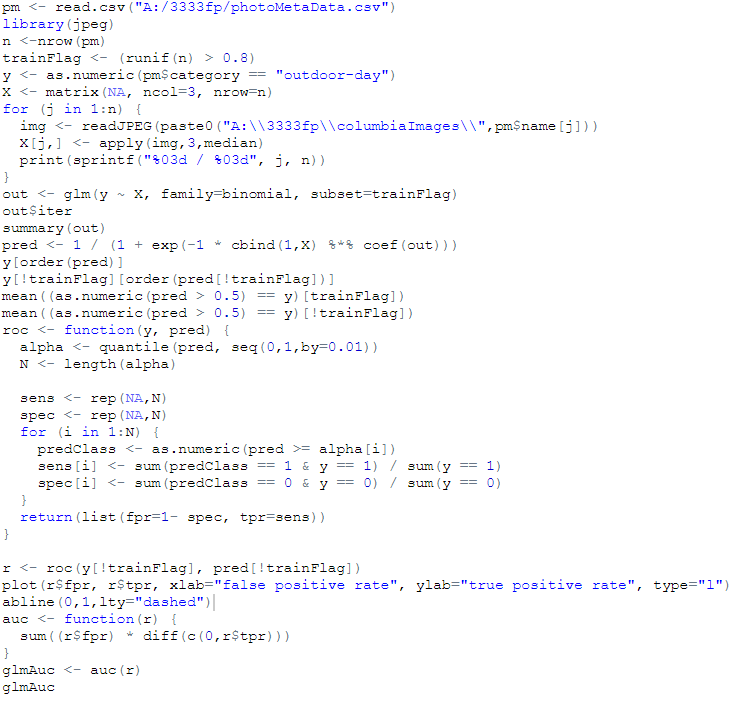 pm <- read.csv("A:/3333fp/photoMetaData.csv")
library(jpeg)
n <-nrow(pm)
trainFlag <- (runif(n) > 0.8)
y <- as.numeric(pm$category == "outdoor-day")
X <- matrix(NA, ncol=3, nrow=n)
for (j in 1:n) {
  img <- readJPEG(paste0("A:\\3333fp\\columbiaImages\\",pm$name[j]))
  X[j,] <- apply(img,3,median)
  print(sprintf("%03d / %03d", j, n))
}
out <- glm(y ~ X, family=binomial, subset=trainFlag)
out$iter
summary(out)
pred <- 1 / (1 + exp(-1 * cbind(1,X) %*% coef(out)))
y[order(pred)]
y[!trainFlag][order(pred[!trainFlag])]
mean((as.numeric(pred > 0.5) == y)[trainFlag])
mean((as.numeric(pred > 0.5) == y)[!trainFlag])
roc <- function(y, pred) {
  alpha <- quantile(pred, seq(0,1,by=0.01))
  N <- length(alpha)

  sens <- rep(NA,N)
  spec <- rep(NA,N)
  for (i in 1:N) {
    predClass <- as.numeric(pred >= alpha[i])
    sens[i] <- sum(predClass == 1 & y == 1) / sum(y == 1)
    spec[i] <- sum(predClass == 0 & y == 0) / sum(y == 0)
  }
  return(list(fpr=1- spec, tpr=sens))
}

r <- roc(y[!trainFlag], pred[!trainFlag])
plot(r$fpr, r$tpr, xlab="false positive rate", ylab="true positive rate", type="l")
abline(0,1,lty="dashed")
auc <- function(r) {
  sum((r$fpr) * diff(c(0,r$tpr)))
}
glmAuc <- auc(r)
glmAuc